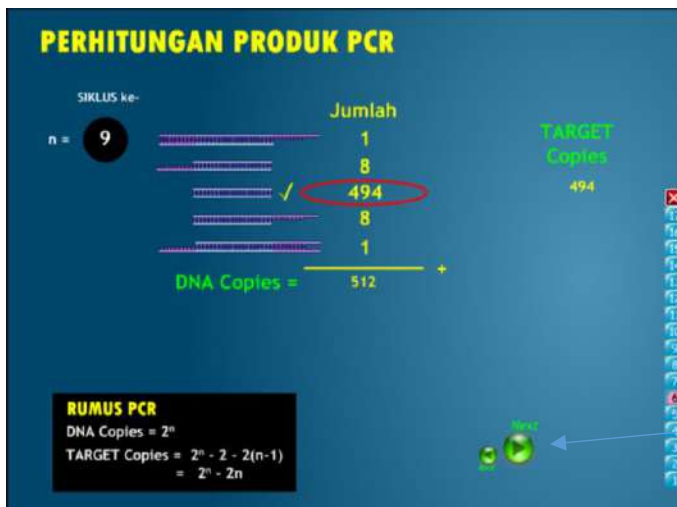 PERHITUNGAN PRODUK PCR
SIKLUS ke-
n = 9
Jumlah
1
8
√ 494
8
1
DNA Copies = 512 +
TARGET
Copies
494
RUMUS PCR
DNA Copies = 2ⁿ
TARGET Copies = 2ⁿ - 2 - 2(n-1)
= 2ⁿ - 2n
Next